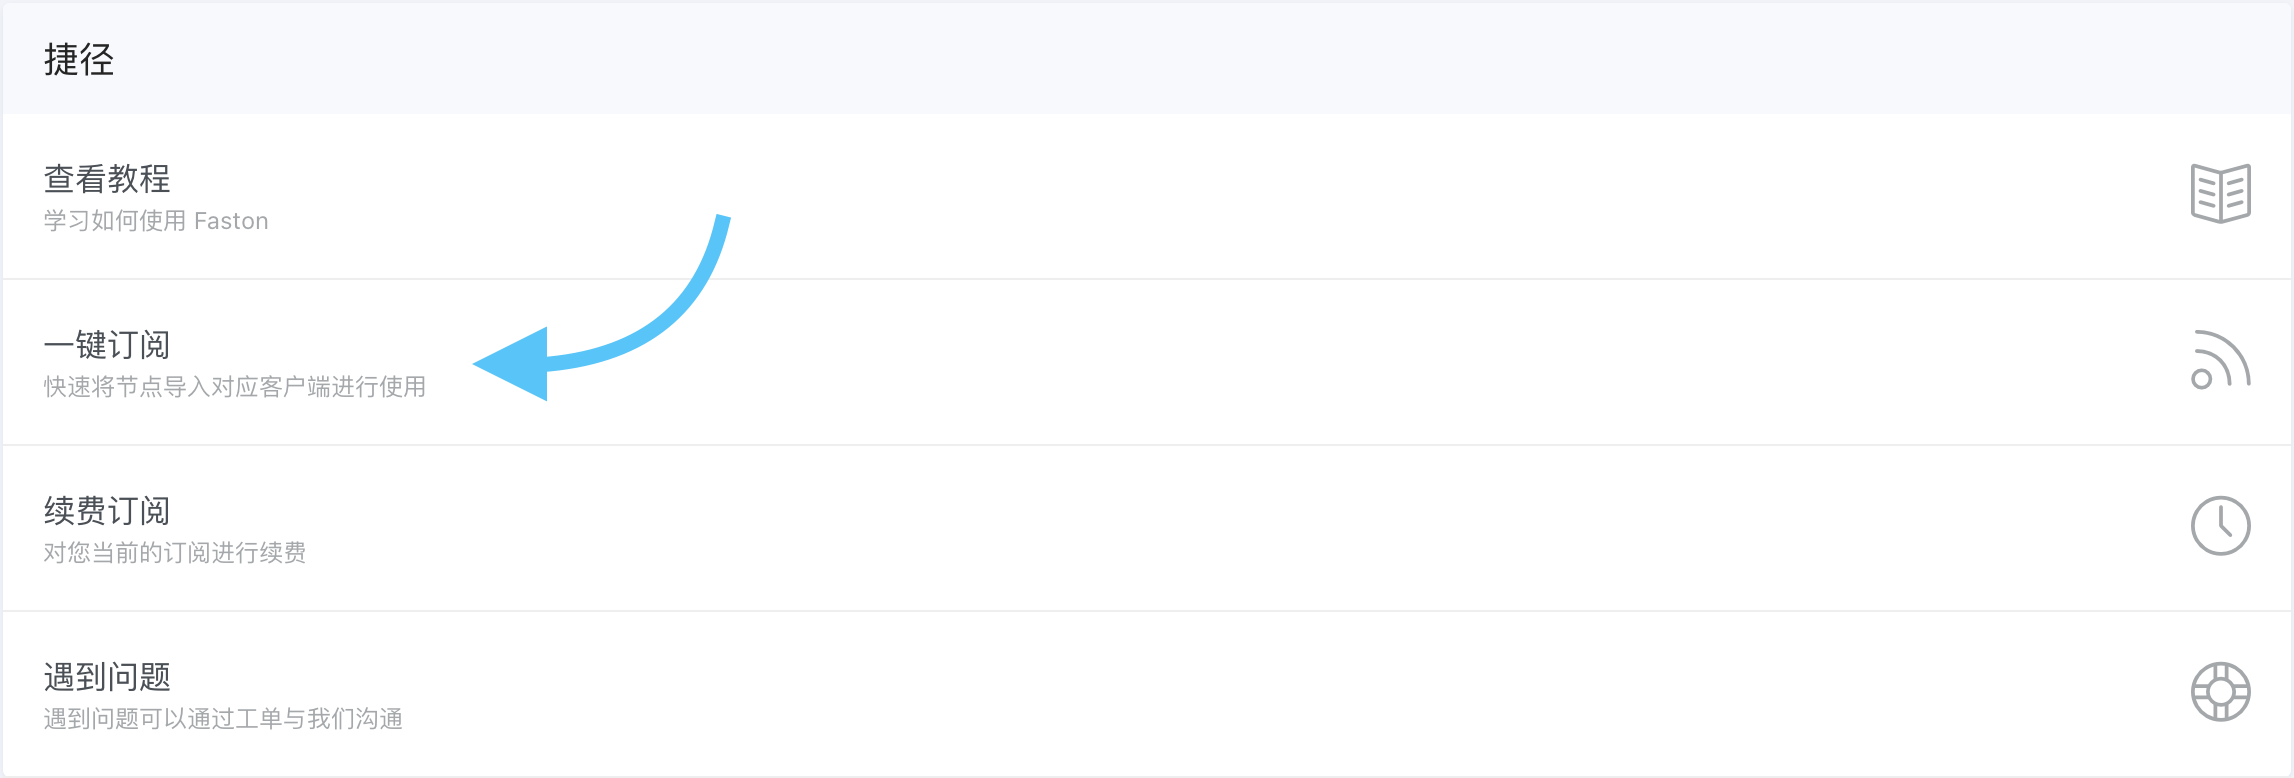 捷径
查看教程
学习如何使用 Faston
一键订阅
快速将节点导入对应客户端进行使用
续费订阅
对您当前的订阅进行续费
遇到问题
遇到问题可以通过工单与我们沟通